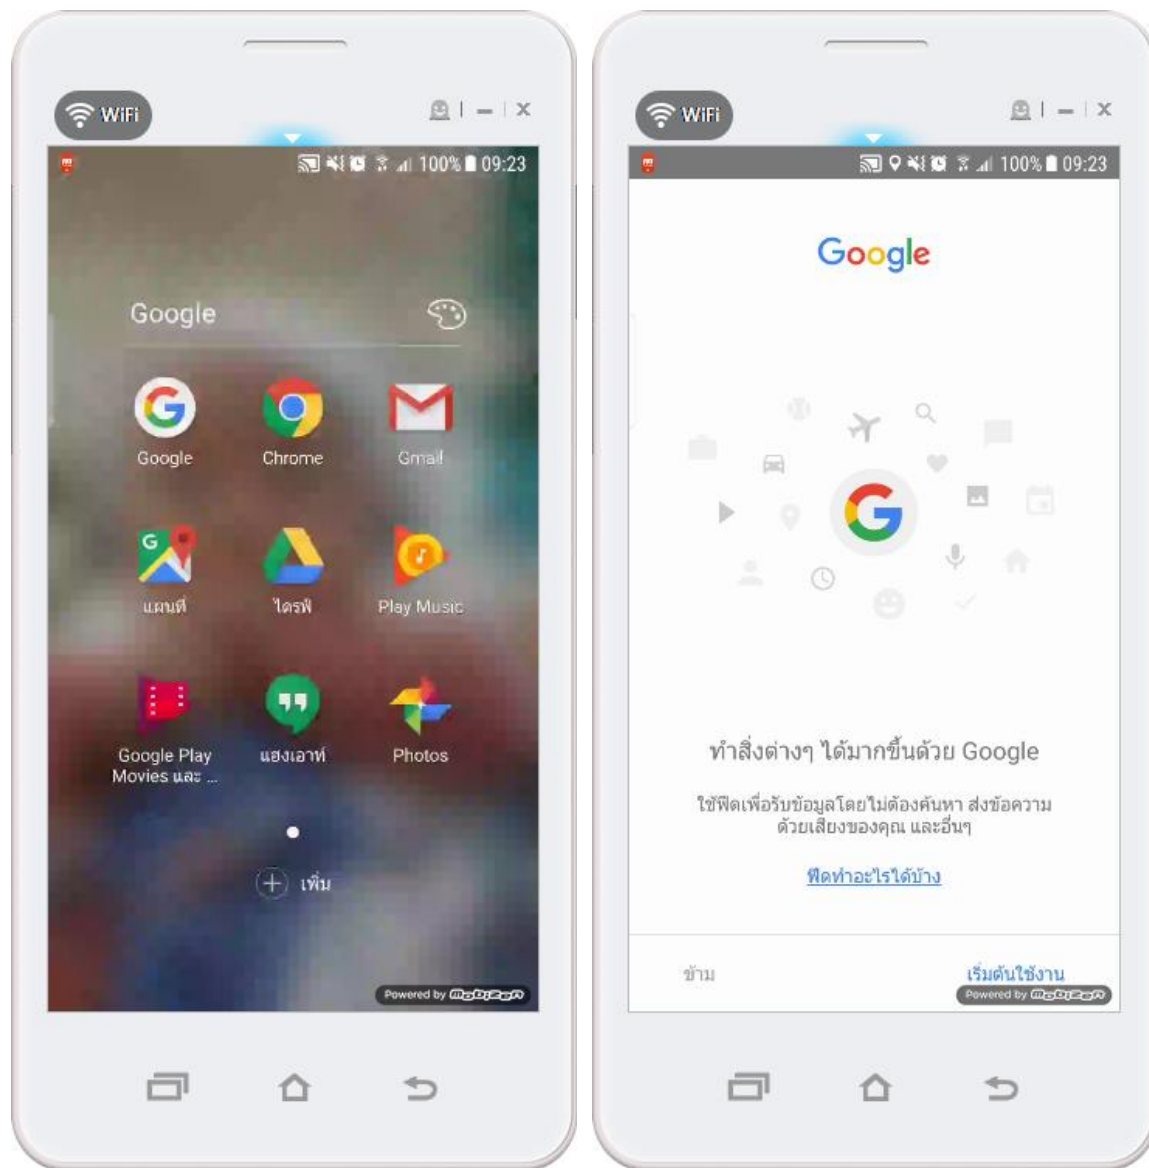 WiFi
100% 09:23
Google
Google Chrome Gmail
แผนที่ ไดรฟ์ Play Music
Google Play
Movies และ ...
แฮงเอาท์ Photos
เพิ่ม
Powered by mobizen
WiFi
100% 09:23
Google
ทำสิ่งต่างๆ ได้มากขึ้นด้วย Google
ใช้ฟีดเพื่อรับข้อมูลโดยไม่ต้องค้นหา ส่งข้อความ
ด้วยเสียงของคุณ และอื่นๆ
ฟีดทำอะไรได้บ้าง
ข้าม เริ่มต้นใช้งาน
Powered by mobizen